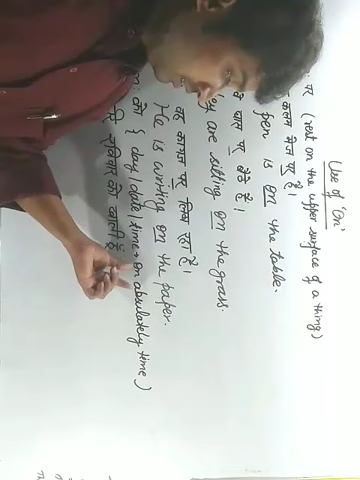 Use of "On"
पर (rest on the upper surface of a thing)
कलम मेज पर है।
pen is on the table.
घास पर बैठे हैं।
are sitting on the grass.
वह कागज पर लिख रहा है।
He is writing on the paper.
को { day / date / time → on absulately time )
शुक्रवार को जाती हूँ